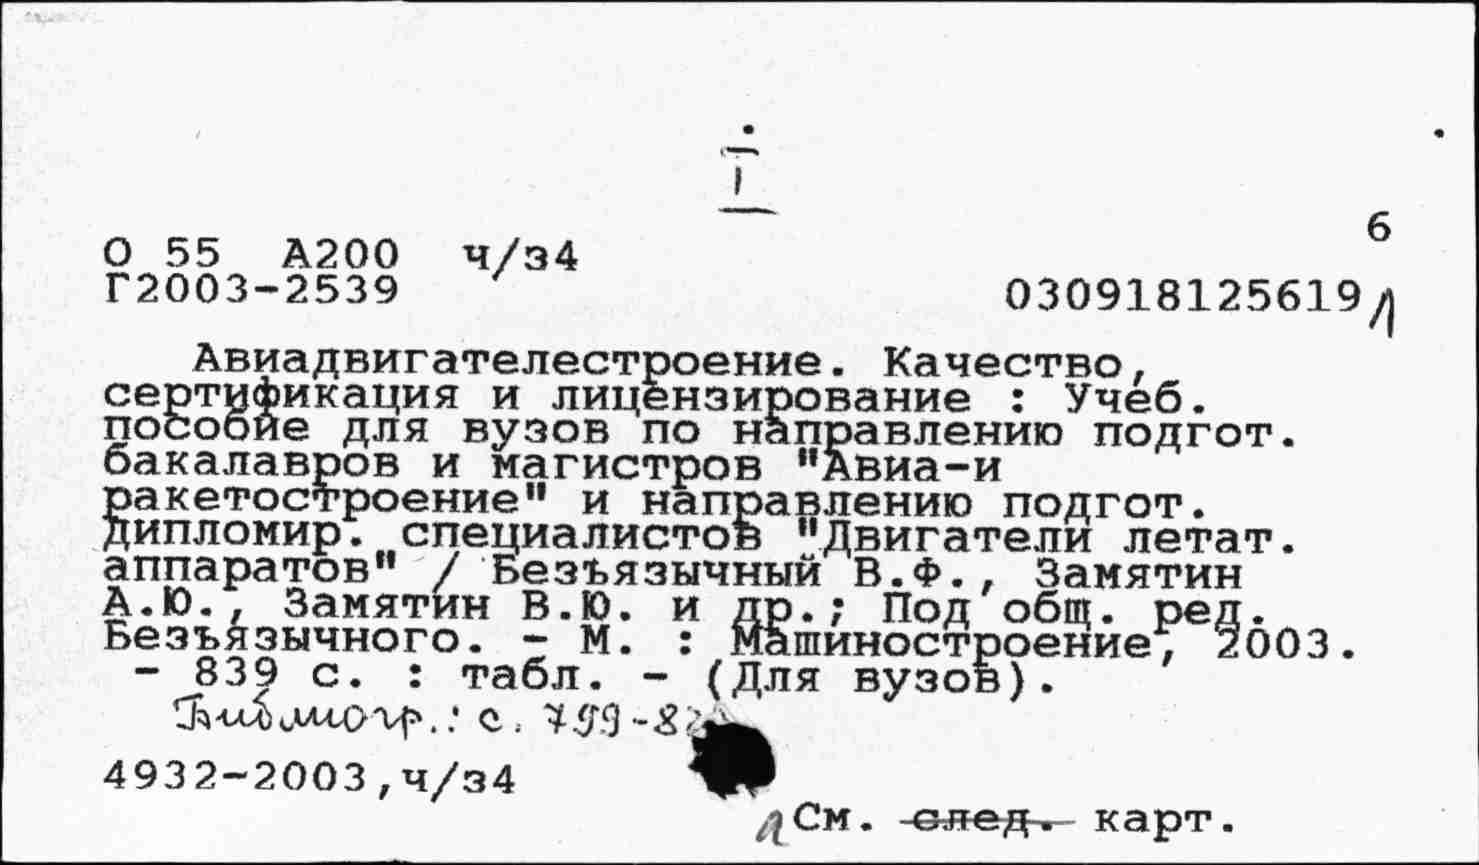 I
6
О 55 А200 ч/з4
Г2003-2539 030918125619
Авиадвигателестроение. Качество,
сертификация и лицензирование : Учеб.
пособие для вузов по направлению подгот.
бакалавров и магистров "Авиа-и
ракетостроение" и направлению подгот.
дипломир. специалистов "Двигатели летат.
аппаратов" / Безъязычный В.Ф., Замятин
А.Ю., Замятин В.Ю. и др.; Под общ. ред.
Безъязычного. - М. : Машиностроение, 2003.
- 839 с. : табл. - (Для вузов).
Библиогр.: с. 799-
4932-2003,ч/з4
См. след. карт.